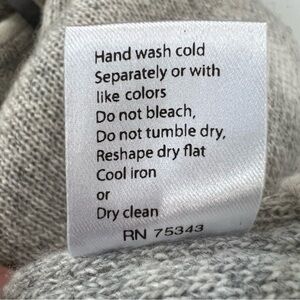 Hand wash cold
Separately or with
like colors
Do not bleach,
Do not tumble dry,
Reshape dry flat
Cool iron
or
Dry clean
RN 75343